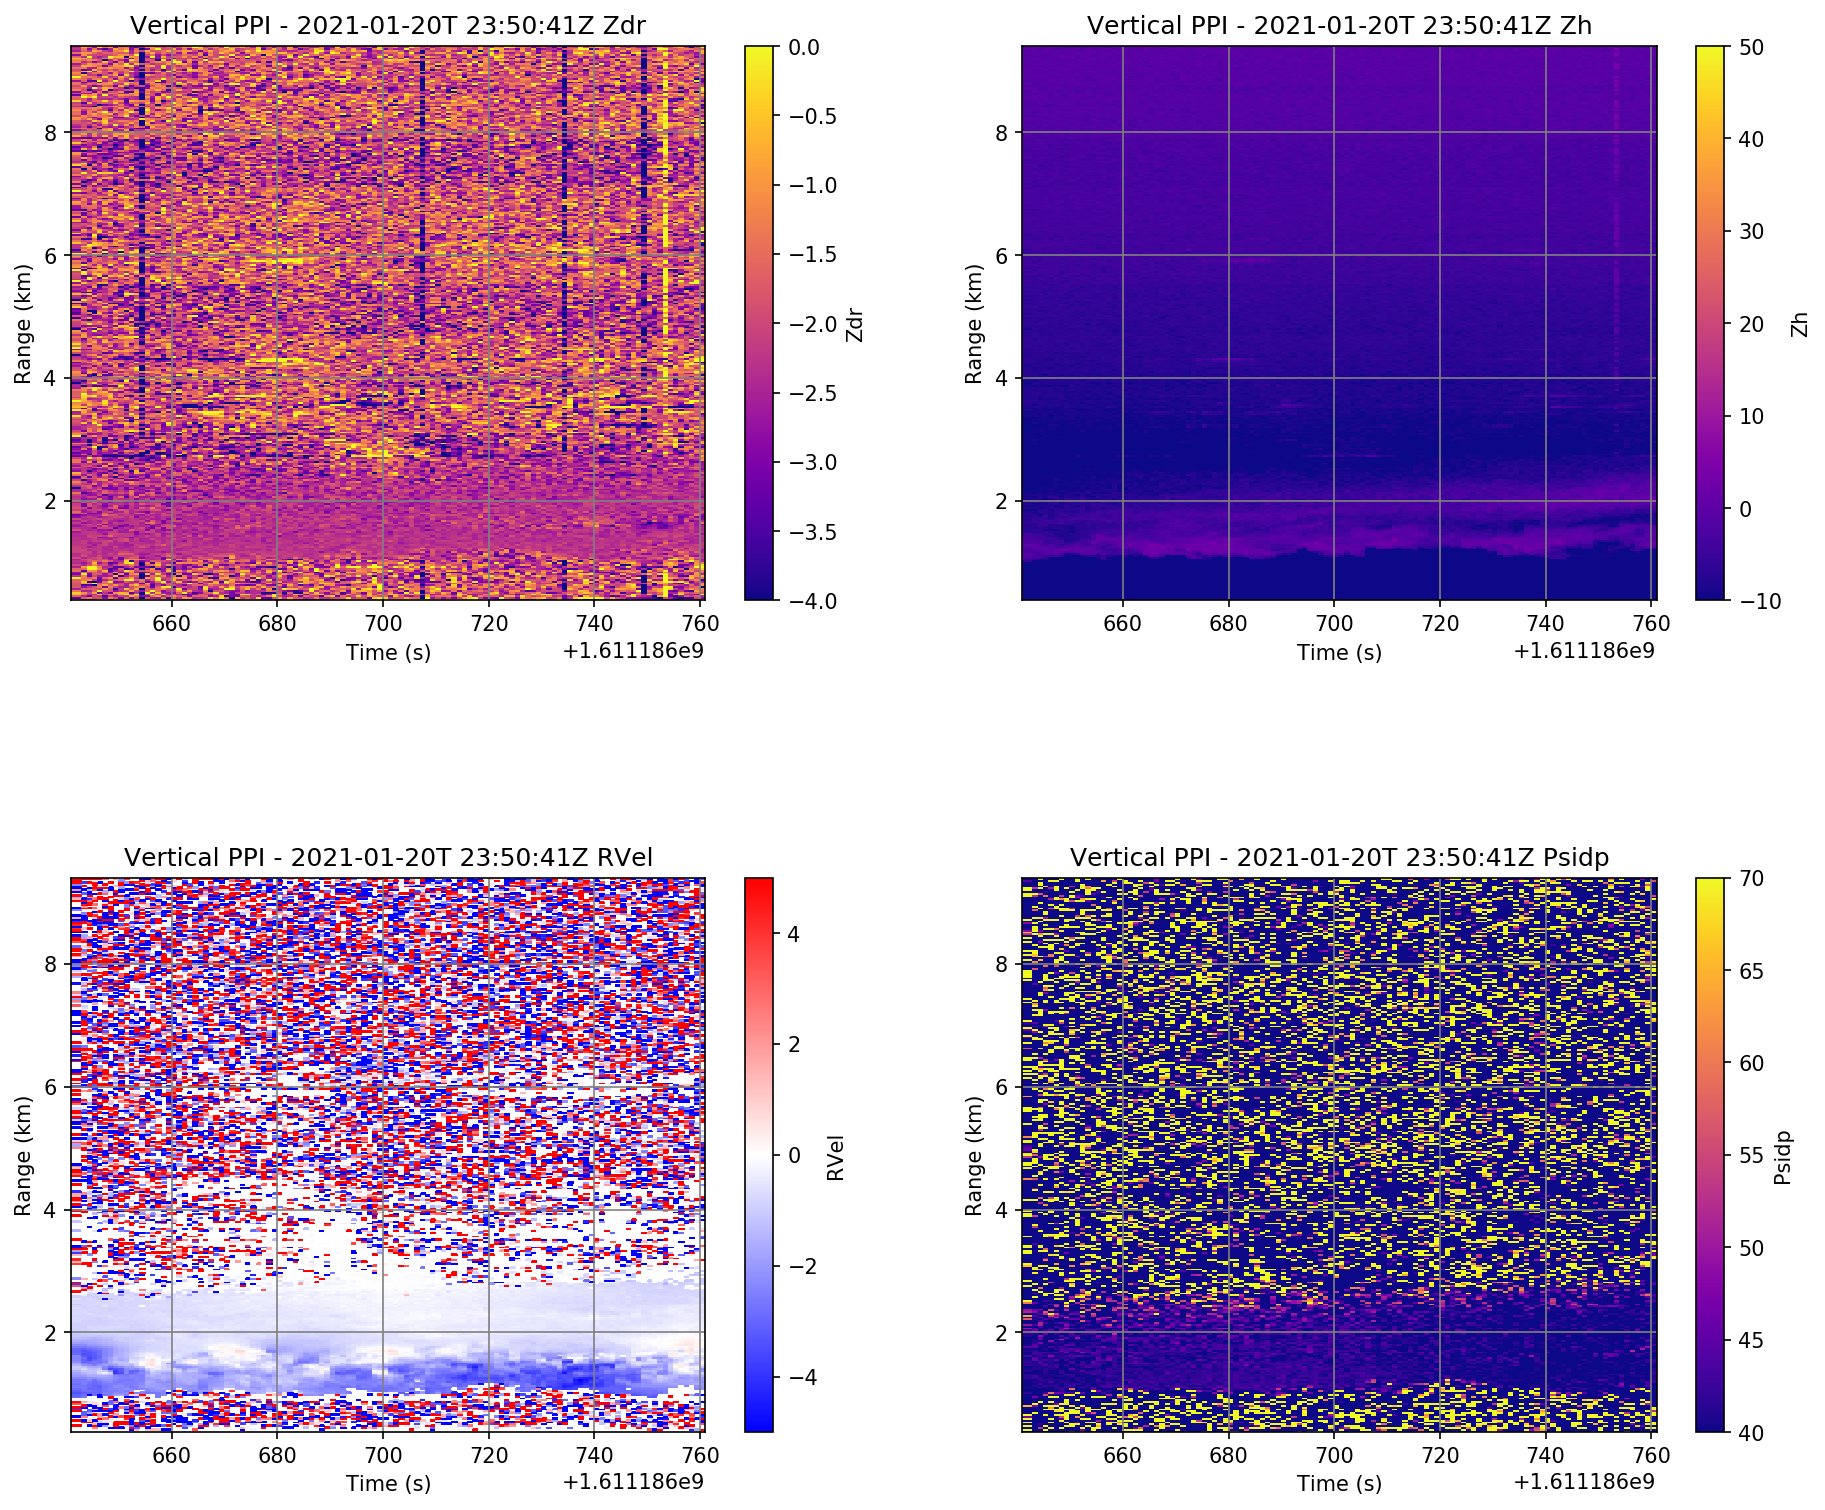 Vertical PPI - 2021-01-20T 23:50:41Z Zdr
Range (km)
8
6
4
2
660 680 700 720 740 760
Time (s)
+1.611186e9
0.0
−0.5
−1.0
−1.5
−2.0
−2.5
−3.0
−3.5
−4.0
Zdr
Vertical PPI - 2021-01-20T 23:50:41Z Zh
Range (km)
8
6
4
2
660 680 700 720 740 760
Time (s)
+1.611186e9
50
40
30
20
10
0
−10
Zh
Vertical PPI - 2021-01-20T 23:50:41Z RVel
Range (km)
8
6
4
2
660 680 700 720 740 760
Time (s)
+1.611186e9
4
2
0
−2
−4
RVel
Vertical PPI - 2021-01-20T 23:50:41Z Psidp
Range (km)
8
6
4
2
660 680 700 720 740 760
Time (s)
+1.611186e9
70
65
60
55
50
45
40
Psidp